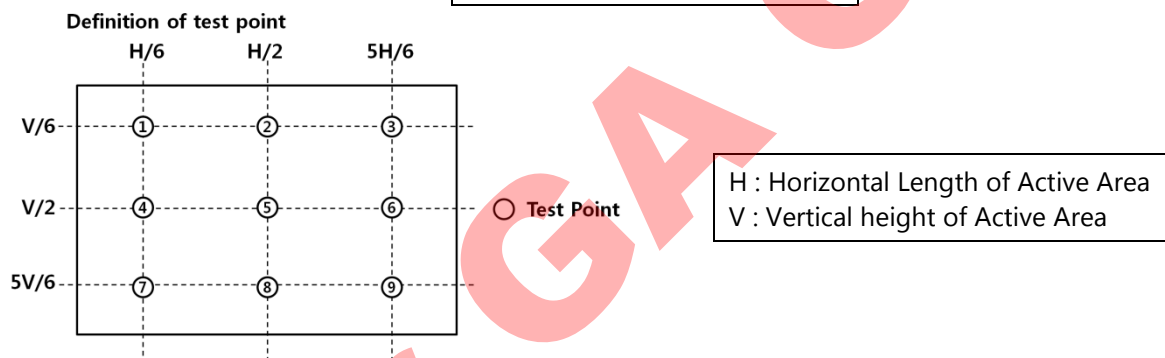 Definition of test point
H/6 H/2 5H/6
V/6 1 2 3
V/2 4 5 6 Test Point
5V/6 7 8 9
H : Horizontal Length of Active Area
V : Vertical height of Active Area
GA